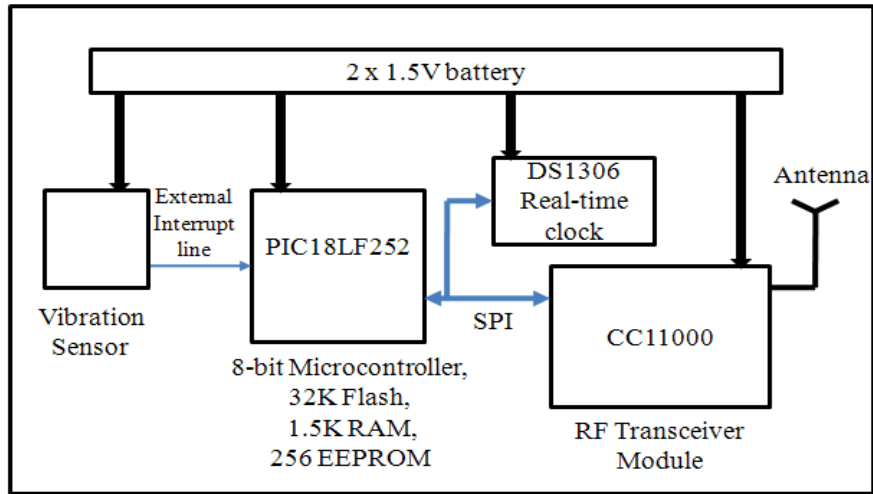 2 x 1.5V battery
External
Interrupt
line
PIC18LF252
DS1306
Real-time
clock
Antenna
Vibration
Sensor
SPI
CC11000
8-bit Microcontroller,
32K Flash,
1.5K RAM,
256 EEPROM
RF Transceiver
Module